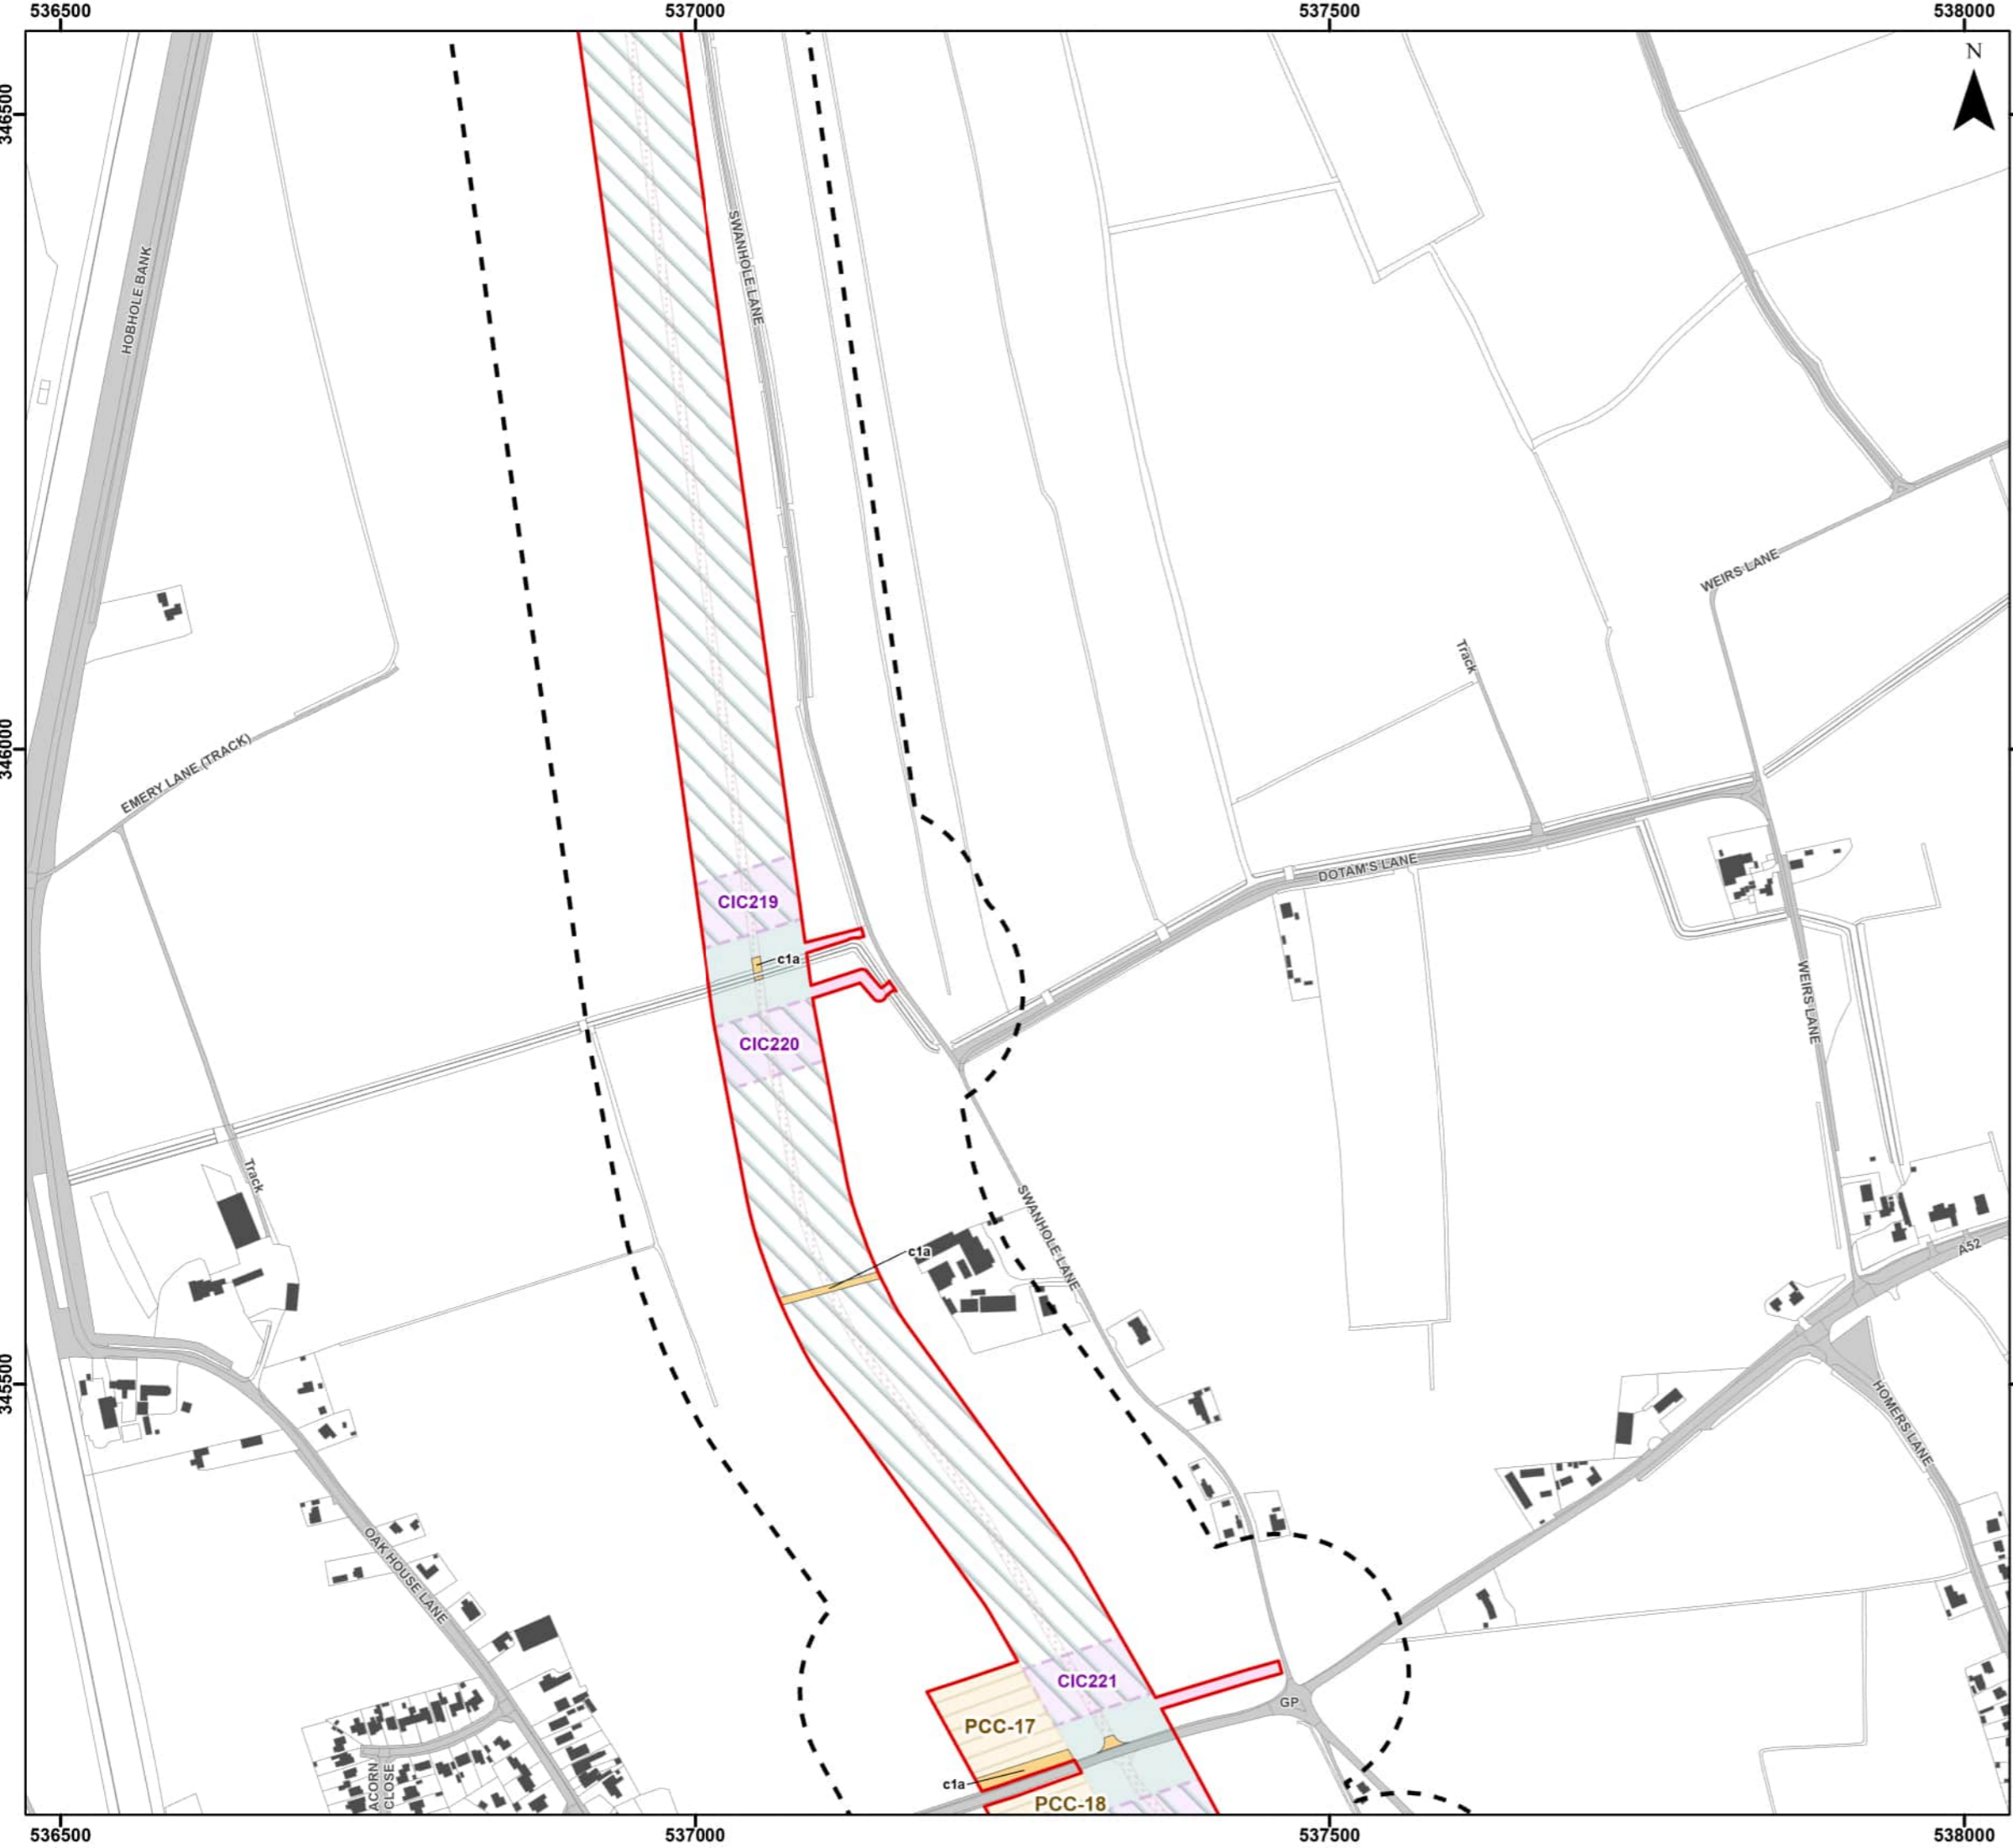 536500
537000
537500
538000
N
346500
346500
HOBHOLE BANK
SWANHOLE LANE
WEIRS LANE
Track
346000
EMERY LANE (TRACK)
DOTAM'S LANE
CIC219
c1a
WEIRS LANE
CIC220
Track
SWANHOLE LANE
c1a
A52
345500
HOMERS LANE
OAK HOUSE LANE
CIC221
GP
PCC-17
c1a
ACORN
CLOSE
PCC-18
536500
537000
537500
538000